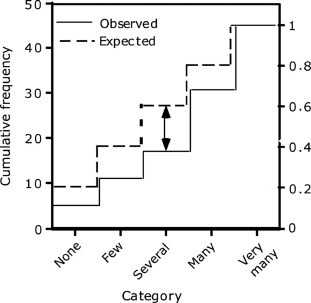 50
40
30
20
10
0
Cumulative frequency
Observed
Expected
1
0.8
0.6
0.4
0.2
0
None
Few
Several
Many
Very
many
Category